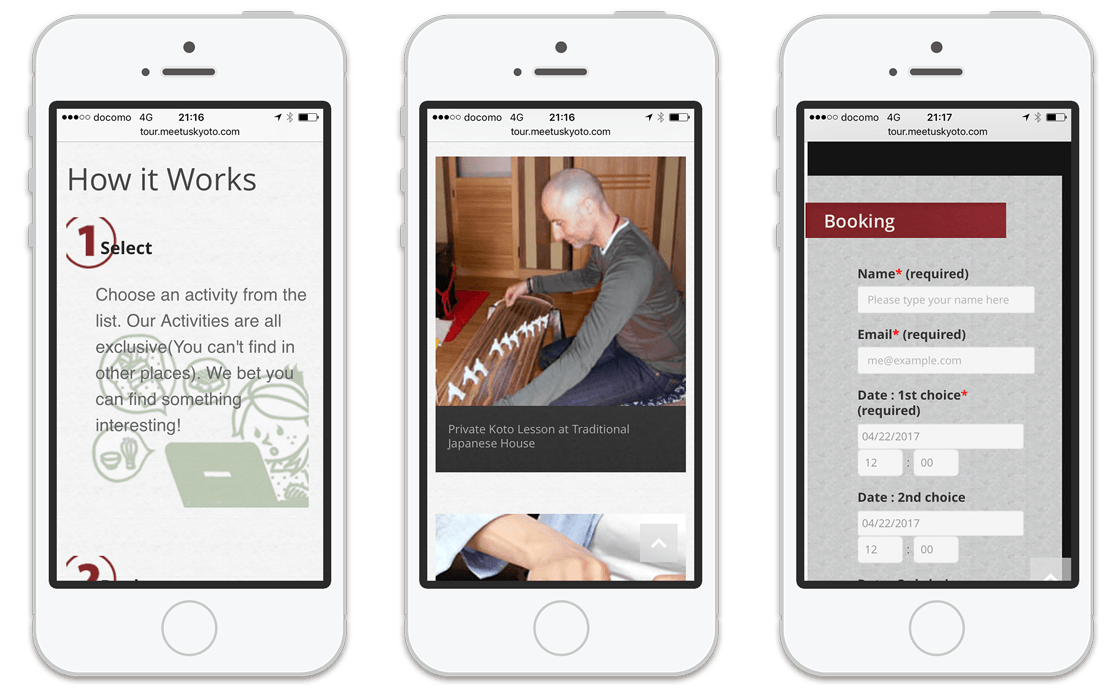 ●●●○○ docomo 4G 21:16
tour.meetuskyoto.com
How it Works
1 Select
Choose an activity from the
list. Our Activities are all
exclusive(You can't find in
other places). We bet you
can find something
interesting!
2
●●●○○ docomo 4G 21:16
tour.meetuskyoto.com
Private Koto Lesson at Traditional
Japanese House
●●●○○ docomo 4G 21:17
tour.meetuskyoto.com
Booking
Name* (required)
Please type your name here
Email* (required)
me@example.com
Date : 1st choice*
(required)
04/22/2017
12 : 00
Date : 2nd choice
04/22/2017
12 : 00